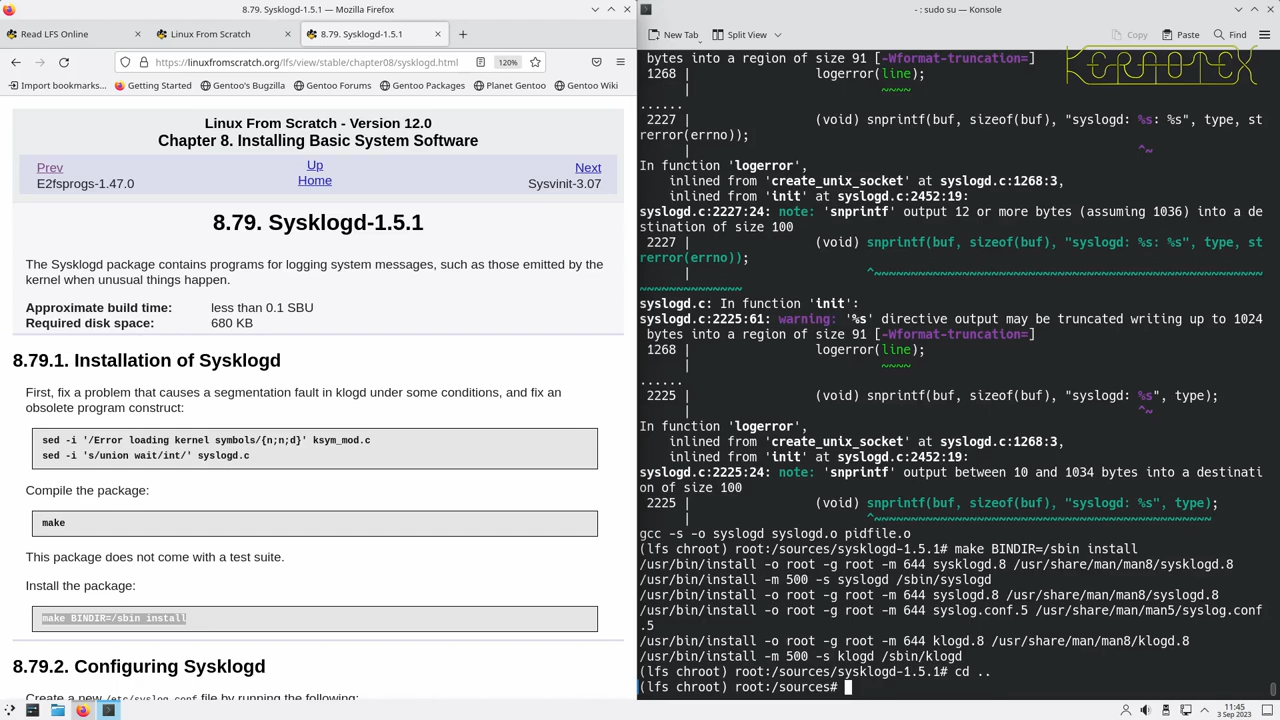 8.79. Sysklogd-1.5.1 — Mozilla Firefox
Read LFS Online
Linux From Scratch
8.79. Sysklogd-1.5.1
https://linuxfromscratch.org/lfs/view/stable/chapter08/sysklogd.html
120%
Import bookmarks...
Getting Started
Gentoo's Bugzilla
Gentoo Forums
Gentoo Packages
Planet Gentoo
Gentoo Wiki
Linux From Scratch - Version 12.0
Chapter 8. Installing Basic System Software
Prev
Up
Next
E2fsprogs-1.47.0
Home
Sysvinit-3.07
8.79. Sysklogd-1.5.1
The Sysklogd package contains programs for logging system messages, such as those emitted by the
kernel when unusual things happen.
Approximate build time: less than 0.1 SBU
Required disk space: 680 KB
8.79.1. Installation of Sysklogd
First, fix a problem that causes a segmentation fault in klogd under some conditions, and fix an
obsolete program construct:
sed -i '/Error loading kernel symbols/{n;n;d}' ksym_mod.c
sed -i 's/union wait/int/' syslogd.c
Compile the package:
make
This package does not come with a test suite.
Install the package:
make BINDIR=/sbin install
8.79.2. Configuring Sysklogd
Create a new /etc/syslog.conf file by running the following:
- : sudo su — Konsole
New Tab
Split View
Copy
Paste
Find
KERNOTEX
bytes into a region of size 91 [-Wformat-truncation=]
1268 | logerror(line);
| ~~~~
......
2227 | (void) snprintf(buf, sizeof(buf), "syslogd: %s: %s", type, st
rerror(errno));
| ^~
In function 'logerror',
inlined from 'create_unix_socket' at syslogd.c:1268:3,
inlined from 'init' at syslogd.c:2452:19:
syslogd.c:2227:24: note: 'snprintf' output 12 or more bytes (assuming 1036) into a de
stination of size 100
2227 | (void) snprintf(buf, sizeof(buf), "syslogd: %s: %s", type, st
rerror(errno));
| ^~~~~~~~~~~~~~~~~~~~~~~~~~~~~~~~~~~~~~~~~~~~~~~~~~~~~~
~~~~~~~~~~~~~~
syslogd.c: In function 'init':
syslogd.c:2225:61: warning: '%s' directive output may be truncated writing up to 1024
bytes into a region of size 91 [-Wformat-truncation=]
1268 | logerror(line);
| ~~~~
......
2225 | (void) snprintf(buf, sizeof(buf), "syslogd: %s", type);
| ^~
In function 'logerror',
inlined from 'create_unix_socket' at syslogd.c:1268:3,
inlined from 'init' at syslogd.c:2452:19:
syslogd.c:2225:24: note: 'snprintf' output between 10 and 1034 bytes into a destinati
on of size 100
2225 | (void) snprintf(buf, sizeof(buf), "syslogd: %s", type);
| ^~~~~~~~~~~~~~~~~~~~~~~~~~~~~~~~~~~~~~~~~~~~~~~
gcc -s -o syslogd syslogd.o pidfile.o
(lfs chroot) root:/sources/sysklogd-1.5.1# make BINDIR=/sbin install
/usr/bin/install -o root -g root -m 644 sysklogd.8 /usr/share/man/man8/sysklogd.8
/usr/bin/install -m 500 -s syslogd /sbin/syslogd
/usr/bin/install -o root -g root -m 644 syslogd.8 /usr/share/man/man8/syslogd.8
/usr/bin/install -o root -g root -m 644 syslog.conf.5 /usr/share/man/man5/syslog.conf
.5
/usr/bin/install -o root -g root -m 644 klogd.8 /usr/share/man/man8/klogd.8
/usr/bin/install -m 500 -s klogd /sbin/klogd
(lfs chroot) root:/sources/sysklogd-1.5.1# cd ..
(lfs chroot) root:/sources#
11:45
3 Sep 2023